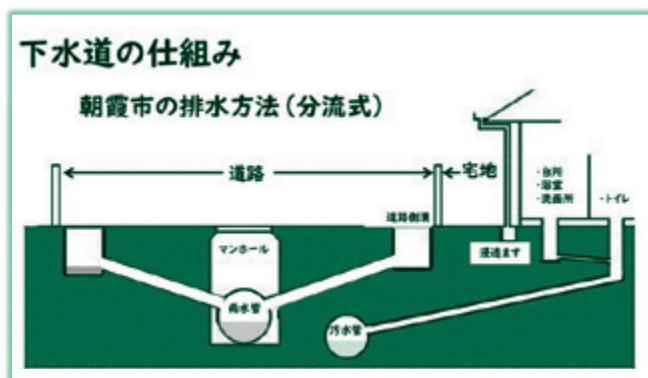 下水道の仕組み
朝霞市の排水方法（分流式）
道路
宅地
・台所
・浴室
・洗面所
・トイレ
道路側溝
マンホール
浸透ます
雨水管
汚水管